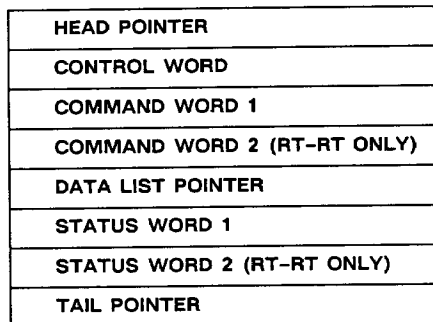 HEAD POINTER
CONTROL WORD
COMMAND WORD 1
COMMAND WORD 2 (RT-RT ONLY)
DATA LIST POINTER
STATUS WORD 1
STATUS WORD 2 (RT-RT ONLY)
TAIL POINTER